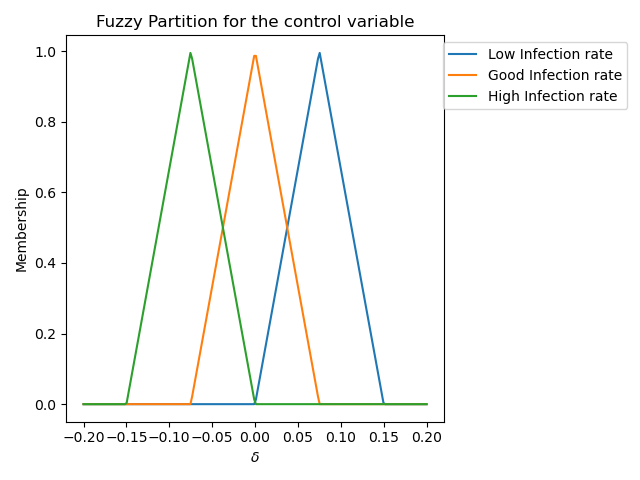 Fuzzy Partition for the control variable
Low Infection rate
Good Infection rate
High Infection rate
Membership
1.0
0.8
0.6
0.4
0.2
0.0
−0.20 −0.15 −0.10 −0.05 0.00 0.05 0.10 0.15 0.20
δ